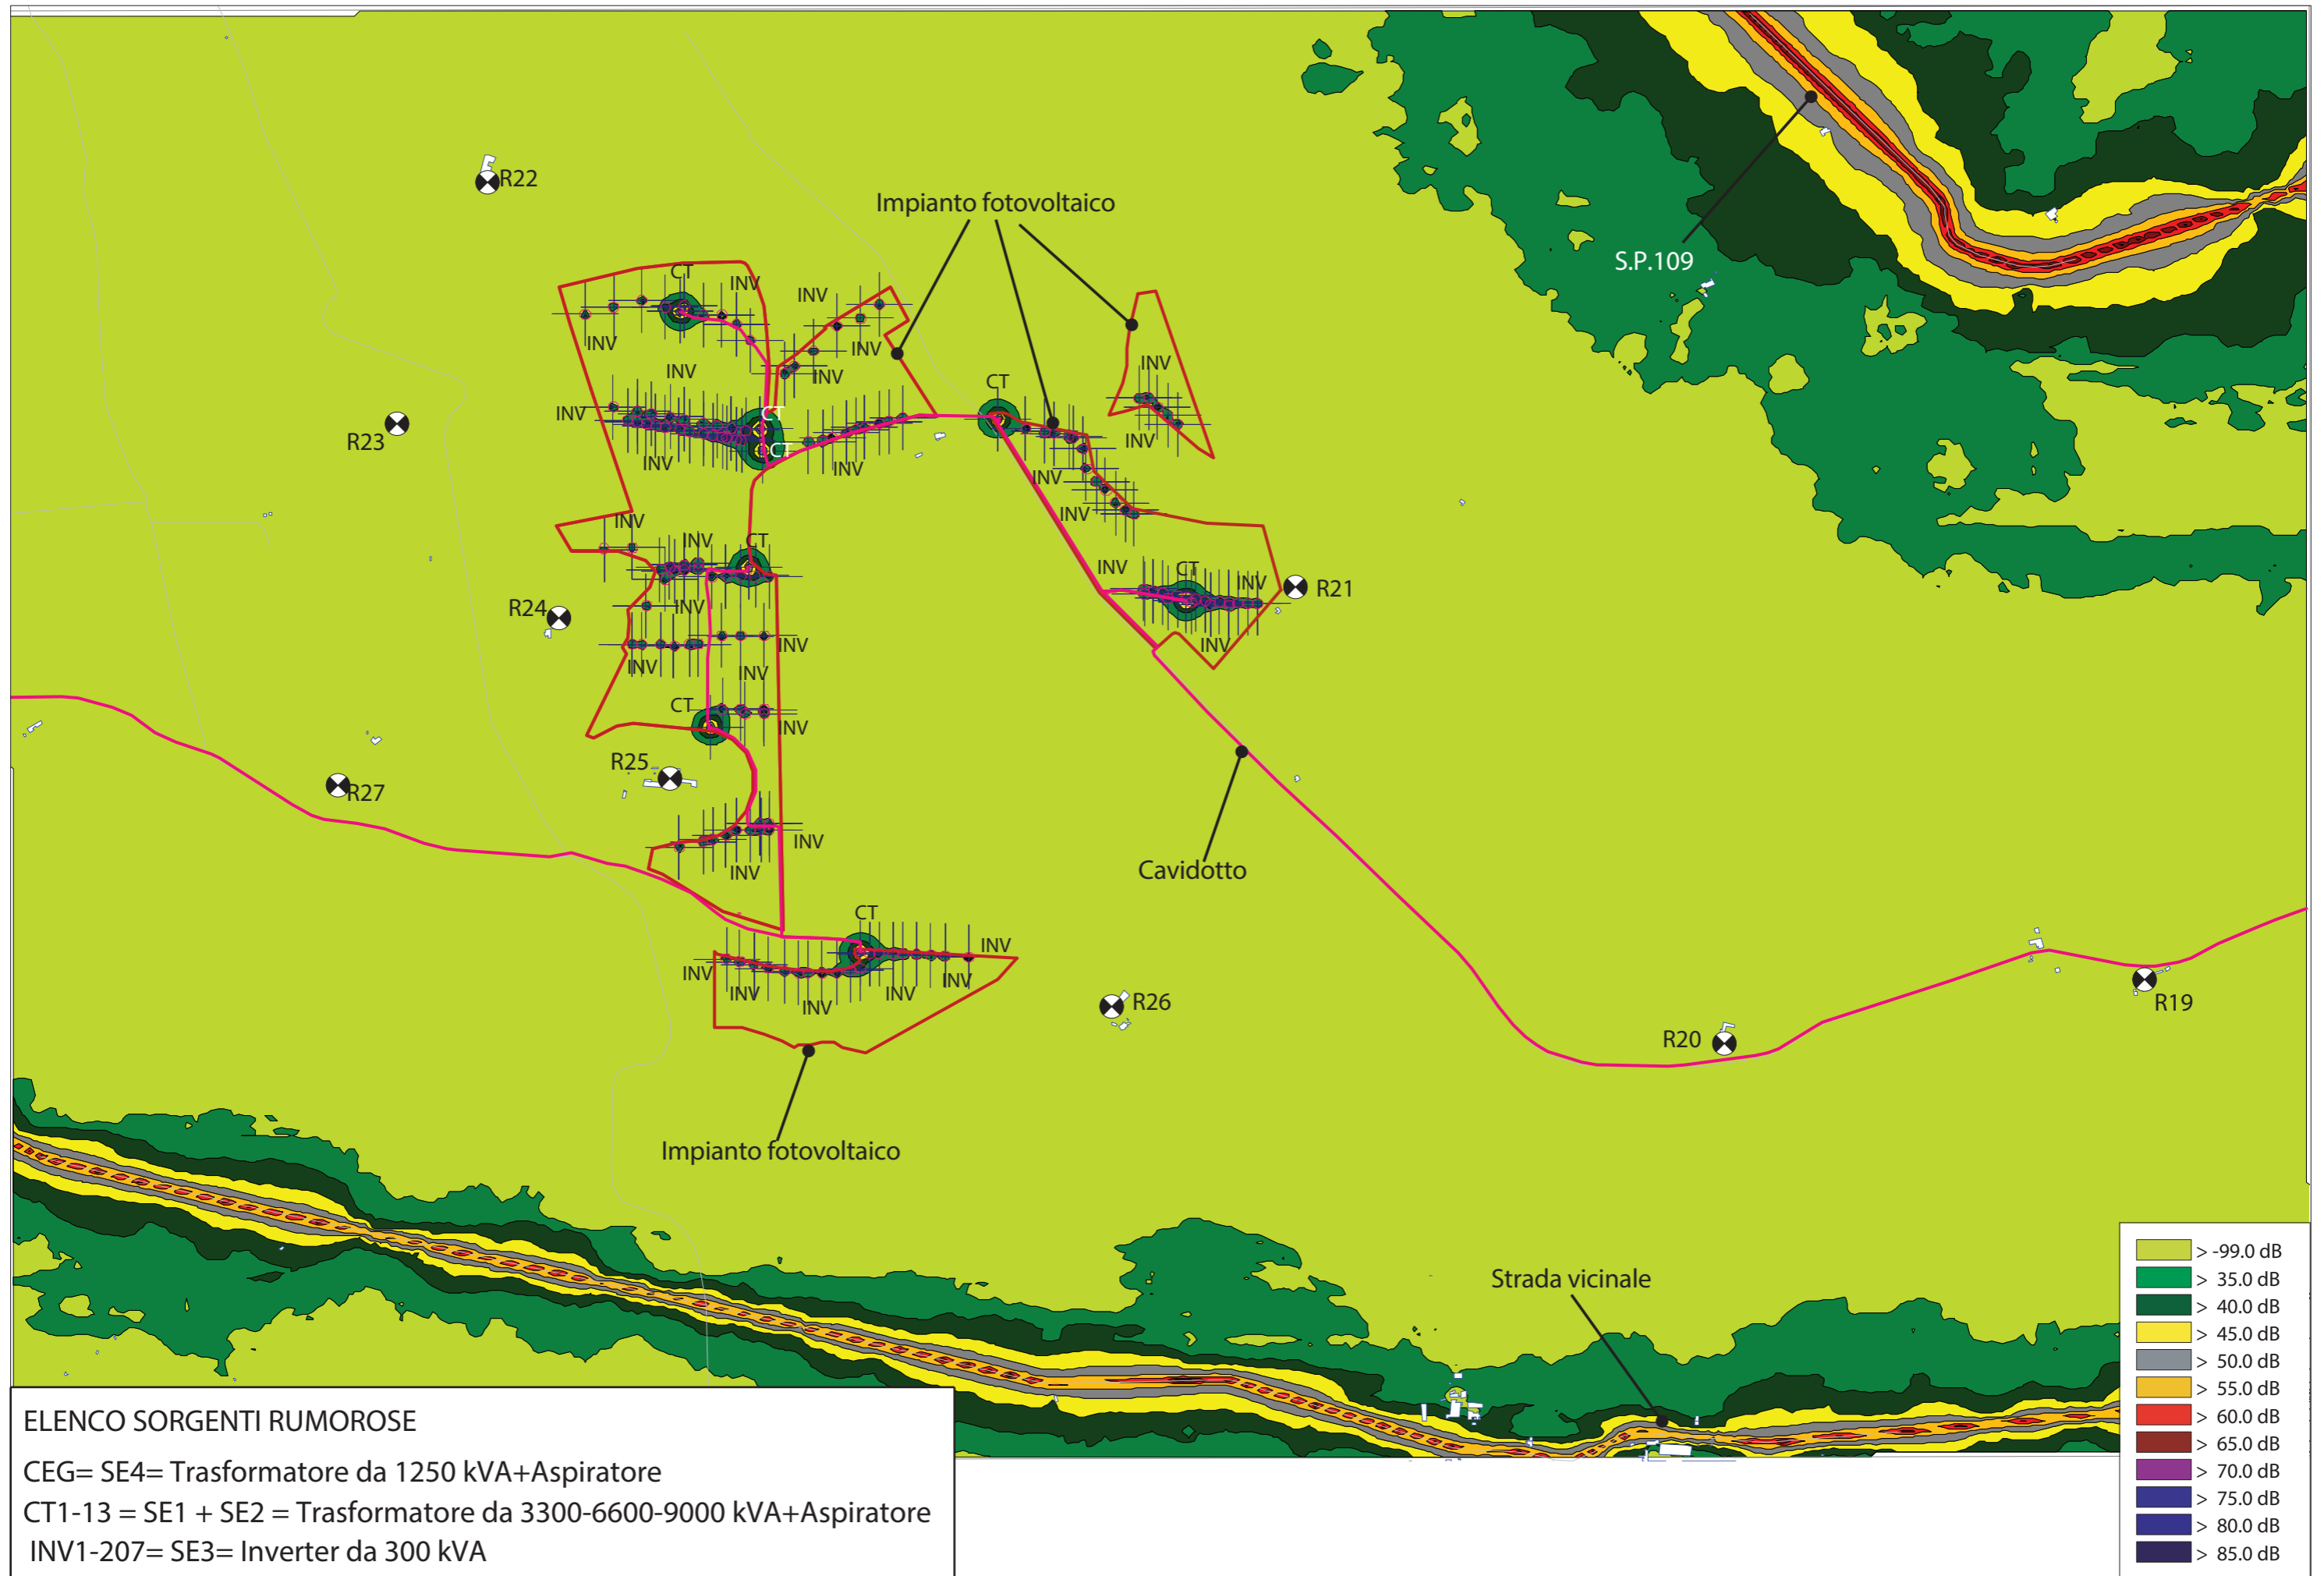 R22
Impianto fotovoltaico
S.P.109
CT
INV
INV
INV
INV
INV
INV
INV
INV
CT
CT
CT
INV
INV
INV
INV
INV
INV
R23
INV
INV
CT
INV
CT
INV
INV
R21
R24
INV
INV
INV
INV
INV
CT
INV
R25
R27
INV
INV
Cavidotto
CT
INV
INV
INV
INV
INV
INV
R26
R19
R20
Impianto fotovoltaico
Strada vicinale
> -99.0 dB
> 35.0 dB
> 40.0 dB
> 45.0 dB
> 50.0 dB
> 55.0 dB
> 60.0 dB
> 65.0 dB
> 70.0 dB
> 75.0 dB
> 80.0 dB
> 85.0 dB
ELENCO SORGENTI RUMOROSE
CEG= SE4= Trasformatore da 1250 kVA+Aspiratore
CT1-13 = SE1 + SE2 = Trasformatore da 3300-6600-9000 kVA+Aspiratore
INV1-207= SE3= Inverter da 300 kVA